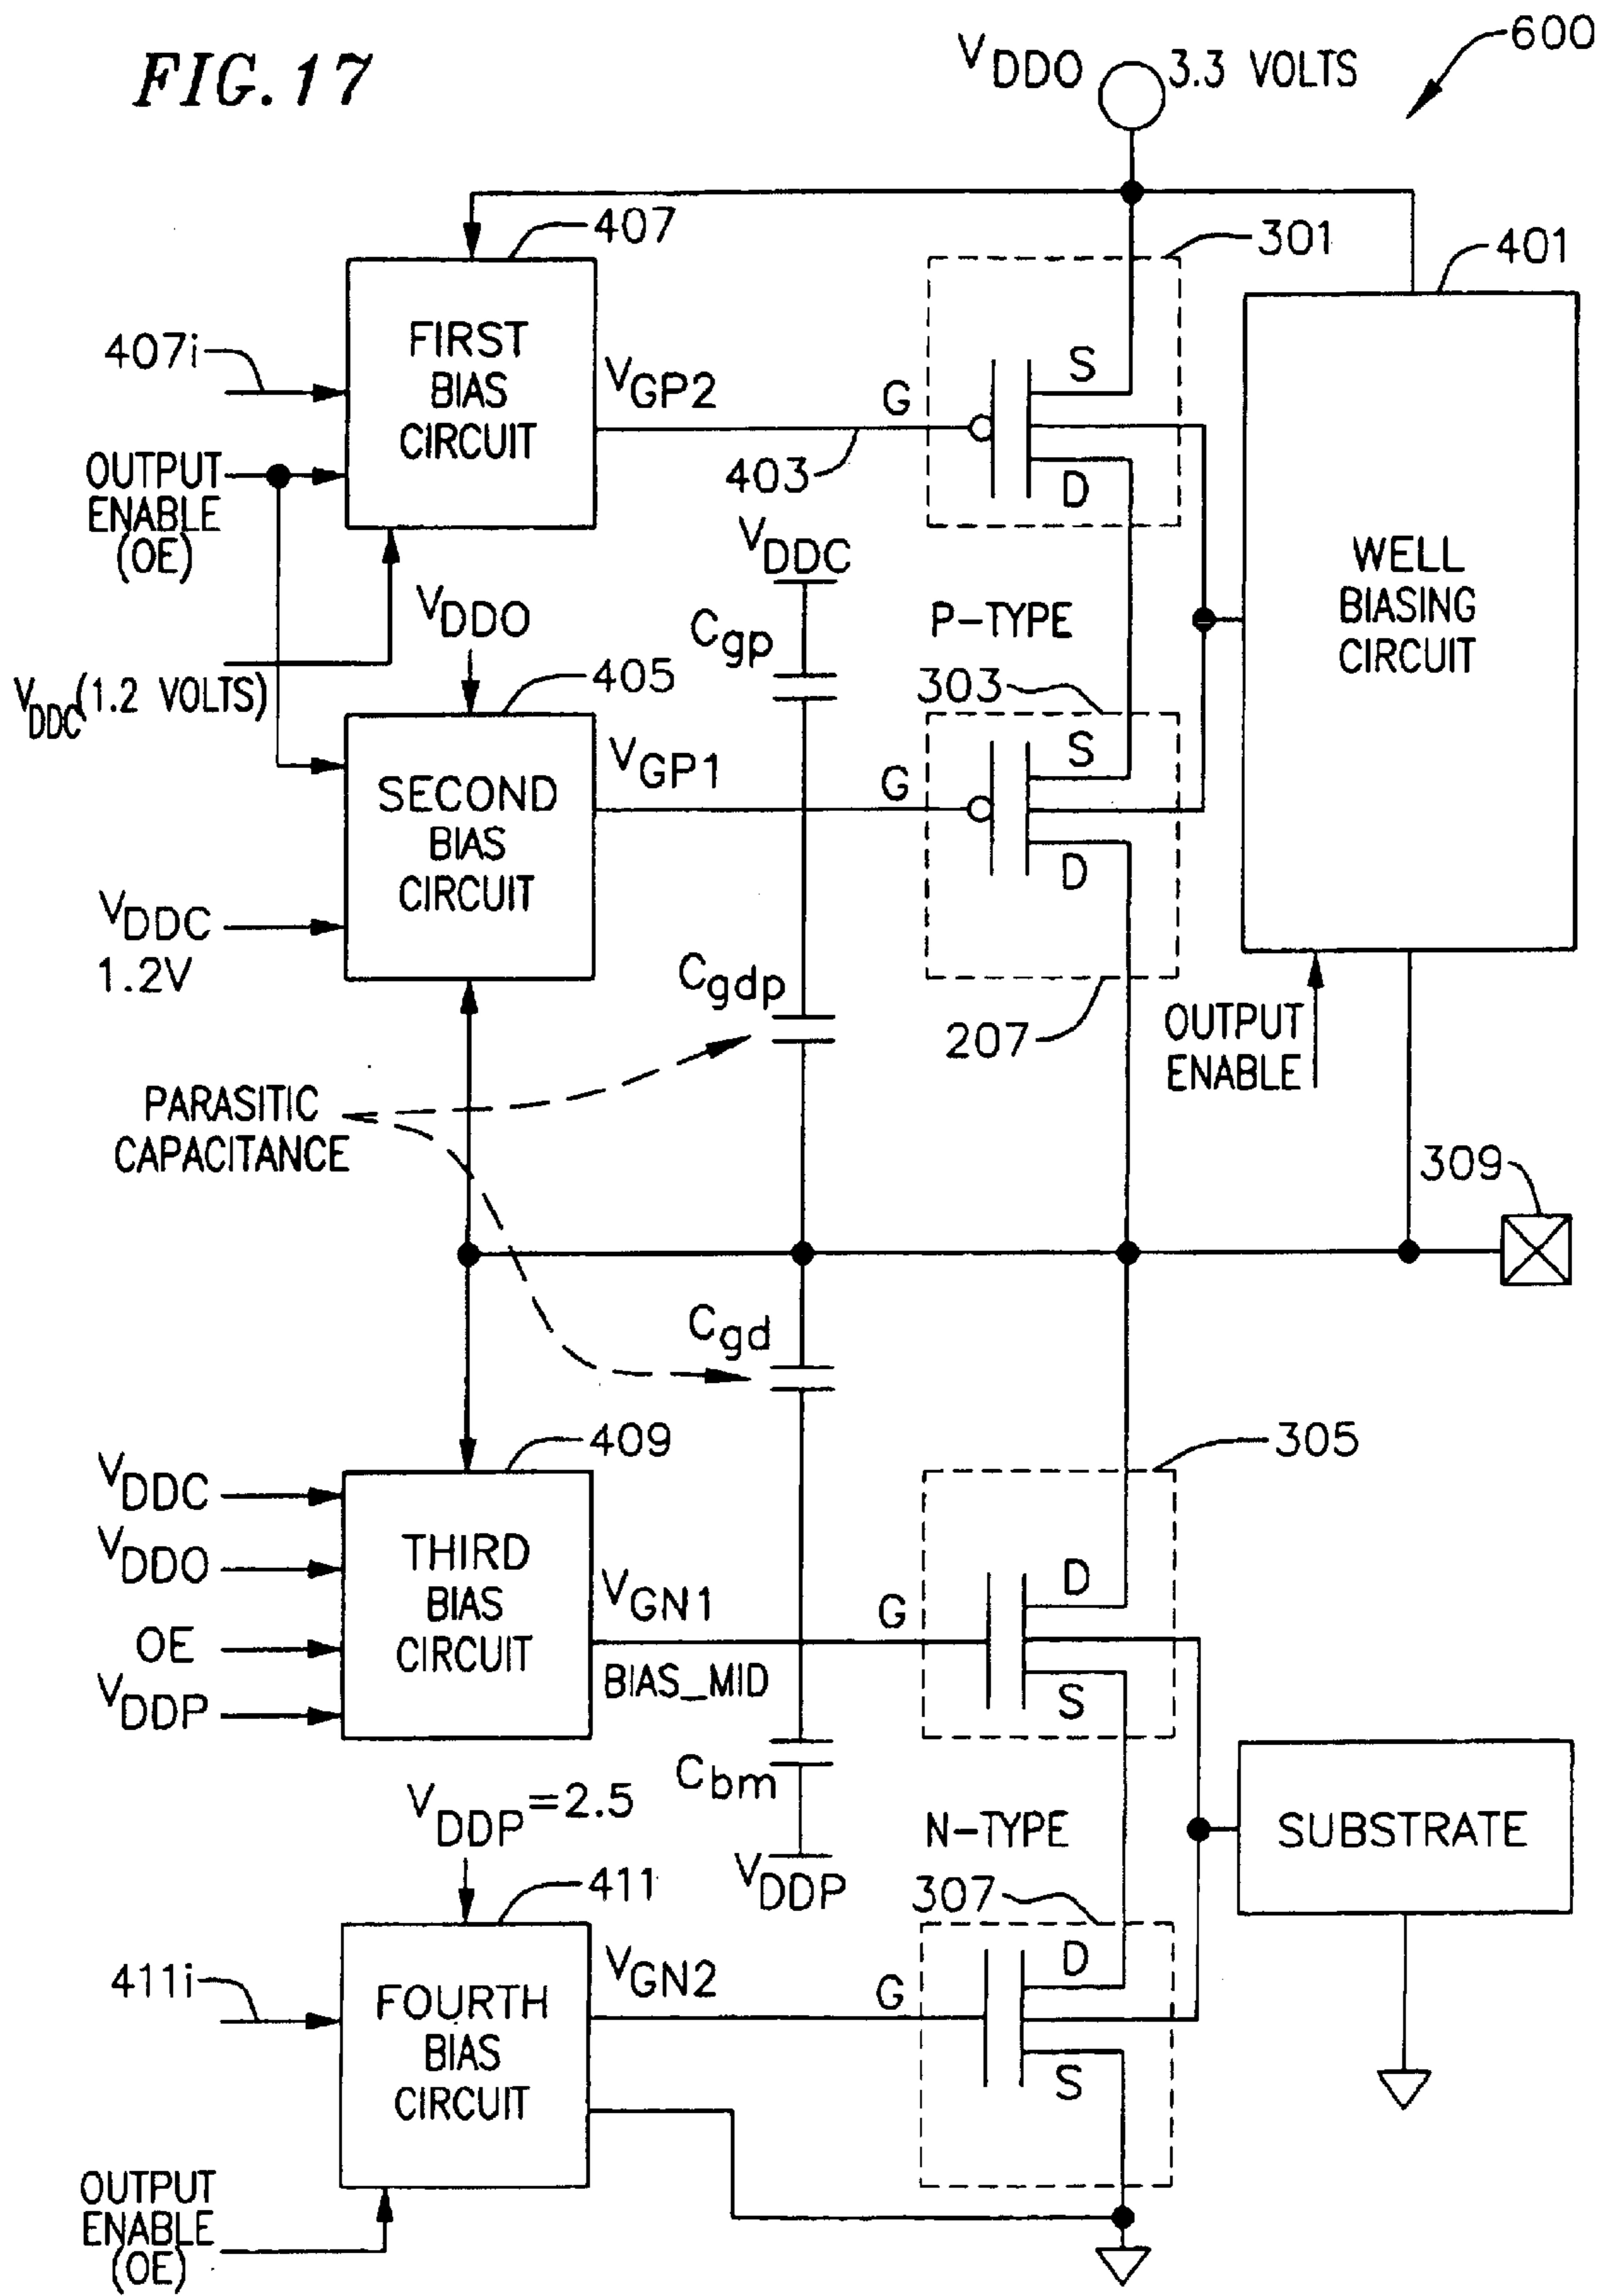 FIG.17
VDDO 3.3 VOLTS
600
407
301
401
407i
FIRST
BIAS
CIRCUIT
VGP2
G
S
D
403
OUTPUT
ENABLE
(OE)
VDDC(1.2 VOLTS)
VDDO
VDDC
Cgp
P-TYPE
WELL
BIASING
CIRCUIT
405
303
SECOND
BIAS
CIRCUIT
VGP1
G
S
D
VDDC
1.2V
Cgdp
207
OUTPUT
ENABLE
PARASITIC
CAPACITANCE
309
Cgd
409
305
VDDC
VDDO
OE
VDDP
THIRD
BIAS
CIRCUIT
VGN1
BIAS_MID
G
D
S
Cbm
VDDP
VDDP=2.5
N-TYPE
SUBSTRATE
411
307
411i
FOURTH
BIAS
CIRCUIT
VGN2
G
D
S
OUTPUT
ENABLE
(OE)